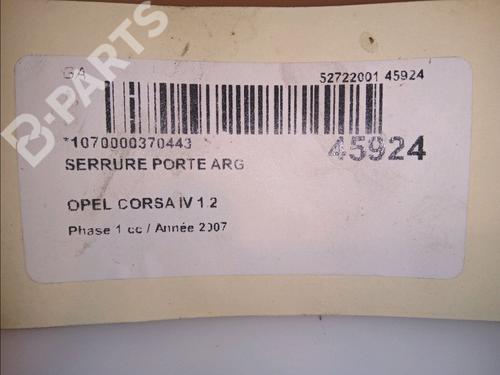 GA 52722001 45924
*1070000370443 45924
SERRURE PORTE ARG
OPEL CORSA IV 1.2
Phase 1 cc / Année 2007
B-PARTS